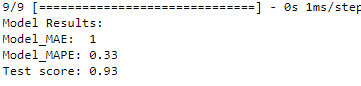 9/9 [==============================] - 0s 1ms/step
Model Results:
Model_MAE:  1
Model_MAPE: 0.33
Test score: 0.93